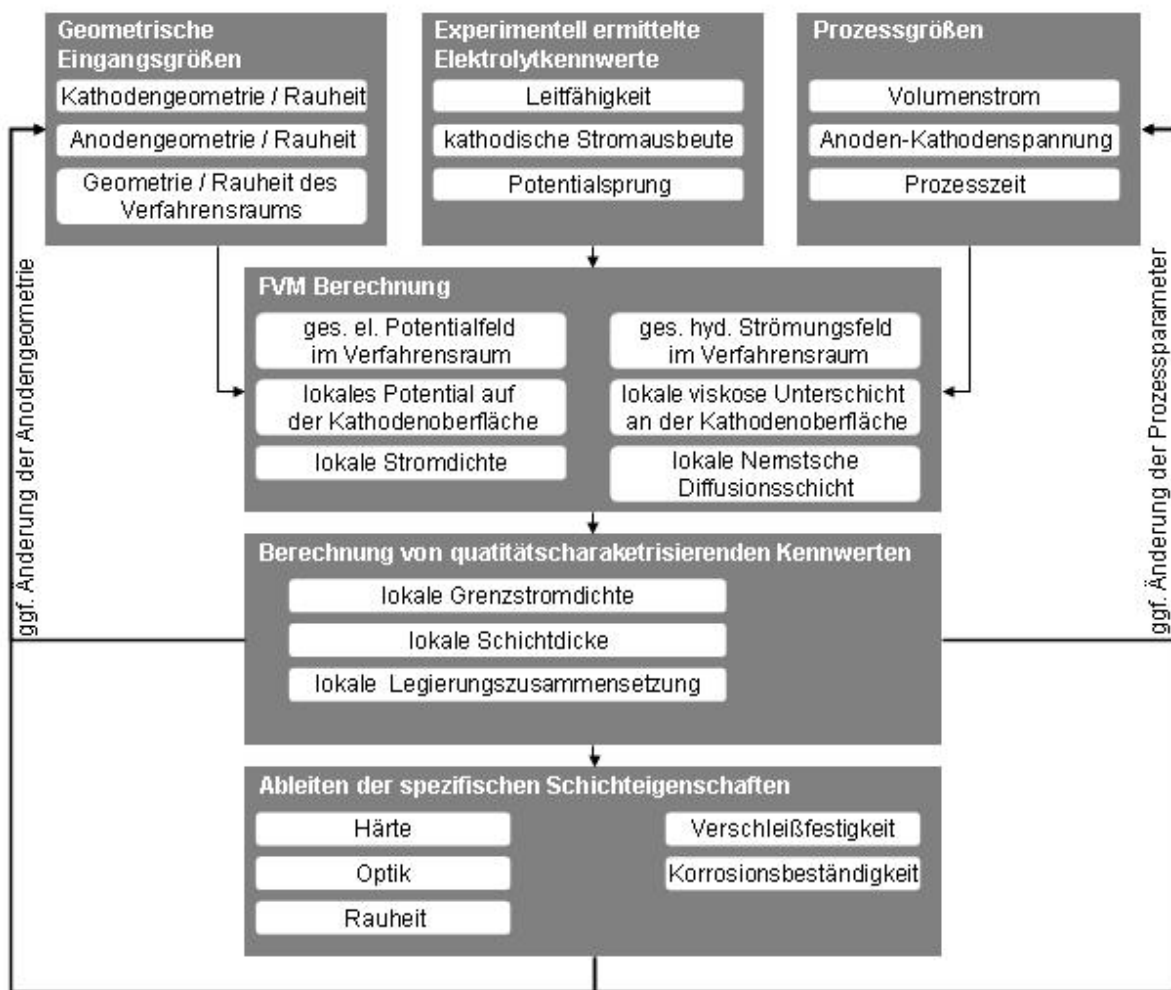 Geometrische
Eingangsgrößen
Kathodengeometrie / Rauheit
Anodengeometrie / Rauheit
Geometrie / Rauheit des
Verfahrensraums
Experimentell ermittelte
Elektrolytkennwerte
Leitfähigkeit
kathodische Stromausbeute
Potentialsprung
Prozessgrößen
Volumenstrom
Anoden-Kathodenspannung
Prozesszeit
ggf. Änderung der Anodengeometrie
ggf. Änderung der Prozessparameter
FVM Berechnung
ges. el. Potentialfeld
im Verfahrensraum
lokales Potential auf
der Kathodenoberfläche
lokale Stromdichte
ges. hyd. Strömungsfeld
im Verfahrensraum
lokale viskose Unterschicht
an der Kathodenoberfläche
lokale Nernstsche
Diffusionsschicht
Berechnung von quatitätscharaketrisierenden Kennwerten
lokale Grenzstromdichte
lokale Schichtdicke
lokale Legierungszusammensetzung
Ableiten der spezifischen Schichteigenschaften
Härte
Optik
Rauheit
Verschleißfestigkeit
Korrosionsbeständigkeit